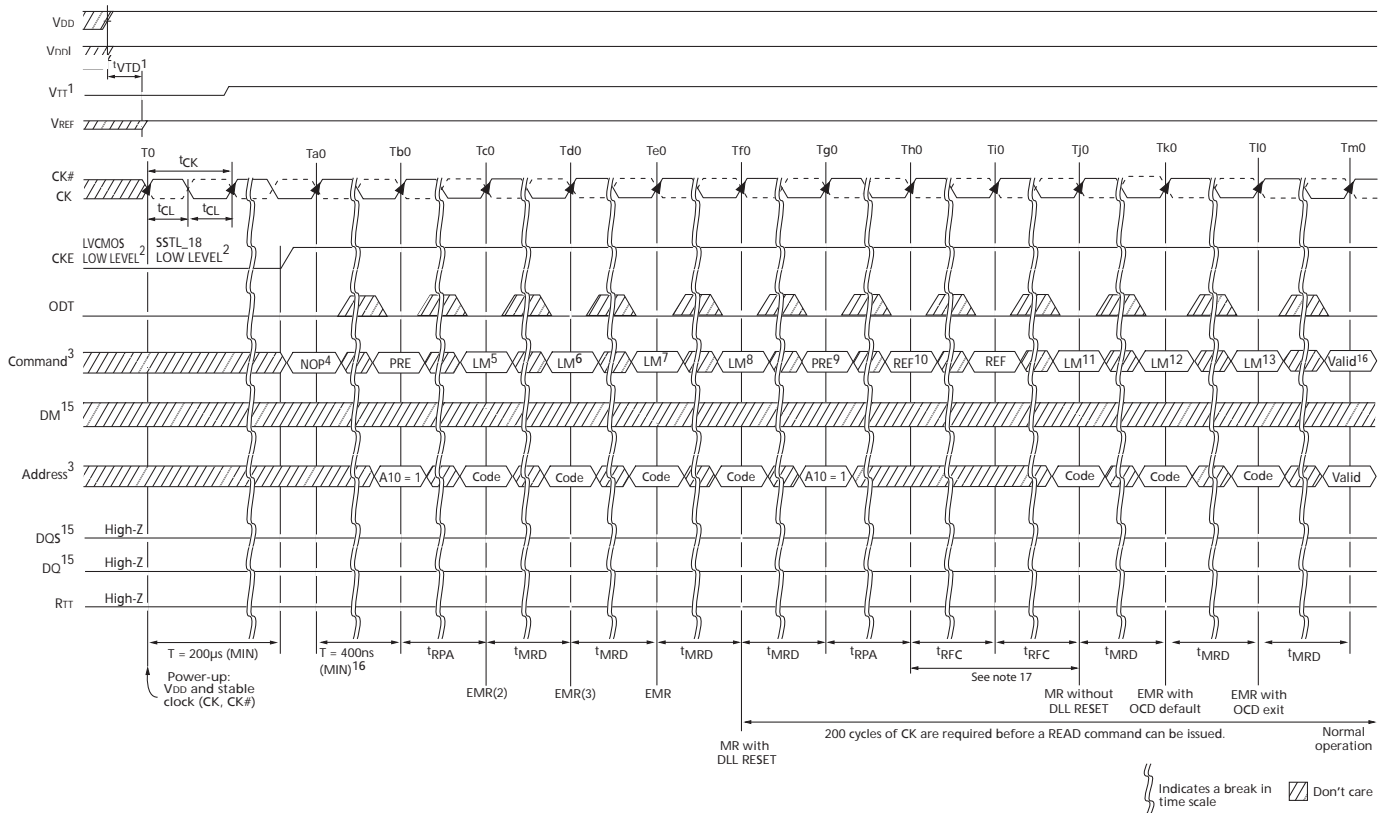 VDD
VDDL
tVTD1
VTT1
VREF
T0 Ta0 Tb0 Tc0 Td0 Te0 Tf0 Tg0 Th0 Ti0 Tj0 Tk0 Tl0 Tm0
tCK
CK#
CK
tCL tCL
LVCMOS LOW LEVEL2
SSTL_18 LOW LEVEL2
CKE
ODT
Command3 NOP4 PRE LM5 LM6 LM7 LM8 PRE9 REF10 REF LM11 LM12 LM13 Valid16
DM15
Address3 A10 = 1 Code Code Code Code A10 = 1 Code Code Code Valid
DQS15 High-Z
DQ15 High-Z
RTT High-Z
T = 200µs (MIN) T = 400ns (MIN)16 tRPA tMRD tMRD tMRD tMRD tRPA tRFC tRFC tMRD tMRD tMRD
See note 17
Power-up:
VDD and stable
clock (CK, CK#)
EMR(2) EMR(3) EMR
MR without
DLL RESET
EMR with
OCD default
EMR with
OCD exit
MR with
DLL RESET
200 cycles of CK are required before a READ command can be issued.
Normal
operation
Indicates a break in
time scale
Don't care